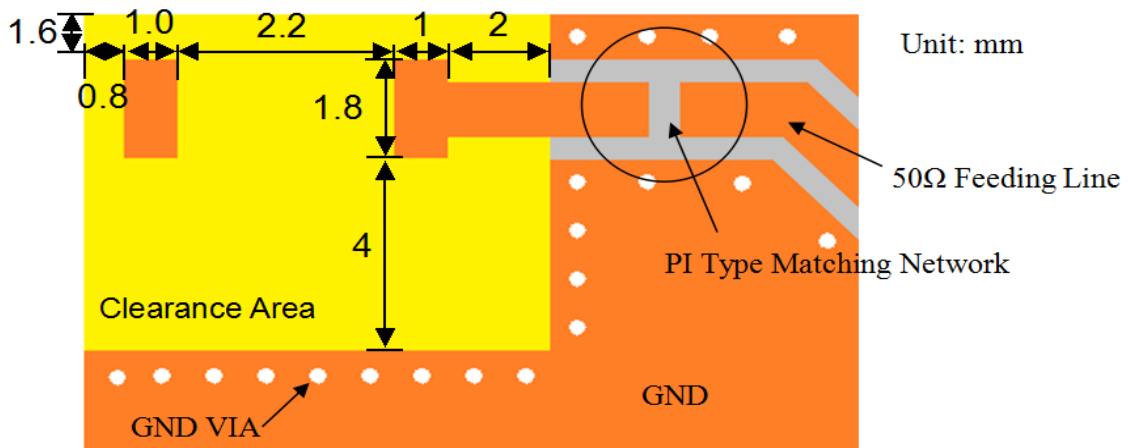 1.6
1.0
2.2
1
2
Unit: mm
0.8
1.8
50Ω Feeding Line
4
PI Type Matching Network
Clearance Area
GND
GND VIA